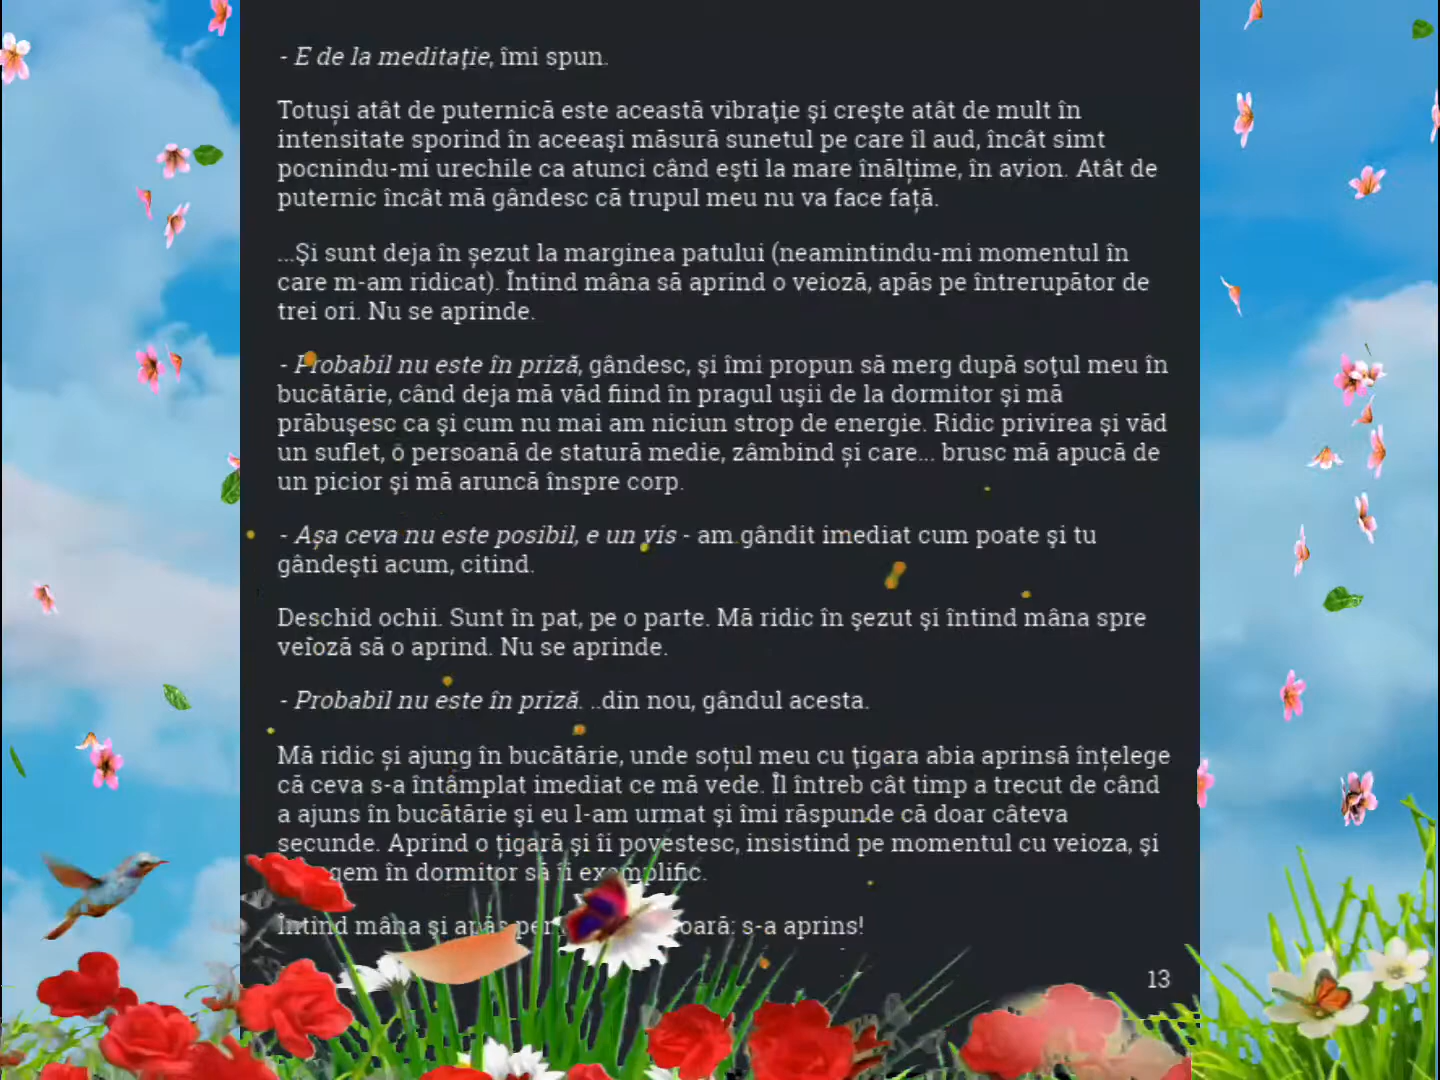 - E de la meditație, îmi spun.
Totuși atât de puternică este această vibrație și crește atât de mult în
intensitate sporind în aceeași măsură sunetul pe care îl aud, încât simt
pocnindu-mi urechile ca atunci când ești la mare înălțime, în avion. Atât de
puternic încât mă gândesc că trupul meu nu va face față.
...Și sunt deja în șezut la marginea patului (neamintindu-mi momentul în
care m-am ridicat). Întind mâna să aprind o veioză, apăs pe întrerupător de
trei ori. Nu se aprinde.
- Probabil nu este în priză, gândesc, și îmi propun să merg după soțul meu în
bucătărie, când deja mă văd fiind în pragul ușii de la dormitor și mă
prăbușesc ca și cum nu mai am niciun strop de energie. Ridic privirea și văd
un suflet, o persoană de statură medie, zâmbind și care... brusc mă apucă de
un picior și mă aruncă înspre corp.
- Așa ceva nu este posibil, e un vis - am gândit imediat cum poate și tu
gândești acum, citind.
Deschid ochii. Sunt în pat, pe o parte. Mă ridic în șezut și întind mâna spre
veioză să o aprind. Nu se aprinde.
- Probabil nu este în priză. ..din nou, gândul acesta.
Mă ridic și ajung în bucătărie, unde soțul meu cu țigara abia aprinsă înțelege
că ceva s-a întâmplat imediat ce mă vede. Îl întreb cât timp a trecut de când
a ajuns în bucătărie și eu l-am urmat și îmi răspunde că doar câteva
secunde. Aprind o țigară și îi povestesc, insistind pe momentul cu veioza, și
în dormitor să îi exemplific.
Întind mâna și apăs s-a aprins!
13